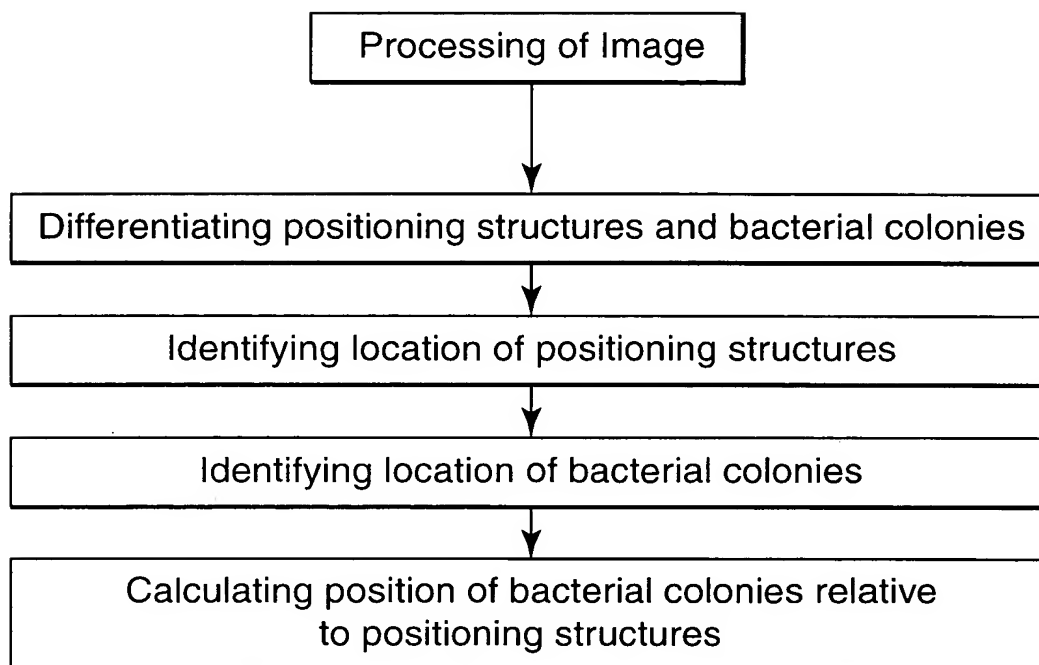 Processing of Image
Differentiating positioning structures and bacterial colonies
Identifying location of positioning structures
Identifying location of bacterial colonies
Calculating position of bacterial colonies relative
to positioning structures